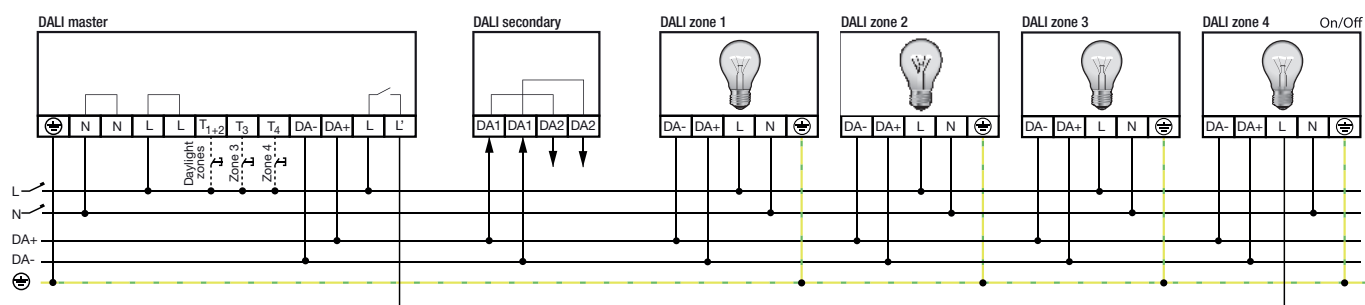 DALI master DALI secondary DALI zone 1 DALI zone 2 DALI zone 3 DALI zone 4 On/Off
N N L L T1+2 T3 T4 DA- DA+ L L' DA1 DA1 DA2 DA2 DA- DA+ L N DA- DA+ L N DA- DA+ L N DA- DA+ L N
Daylight
zones
Zone 3
Zone 4
L
N
DA+
DA-